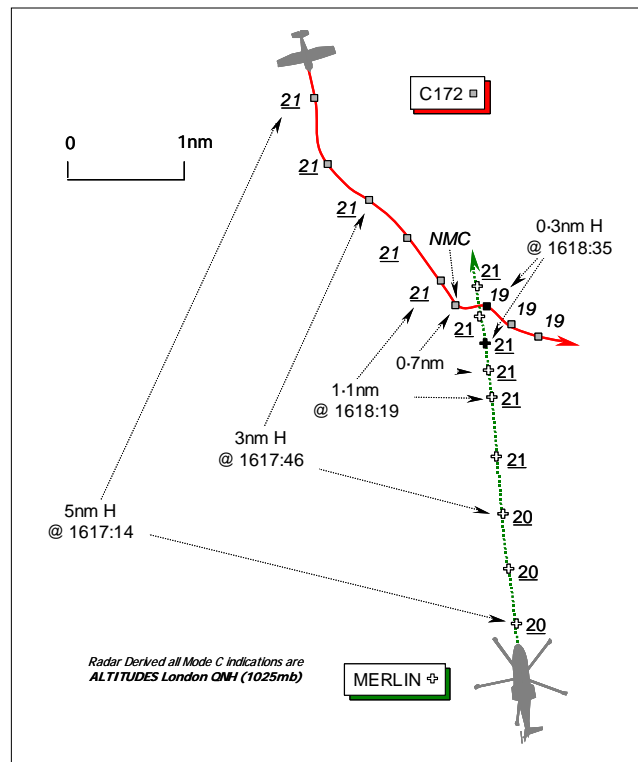 C172
21
0 1nm
21
21
0·3nm H
@ 1618:35
NMC
21
21
21
19
21
19
19
21
0·7nm
21
1·1nm
@ 1618:19
21
3nm H
@ 1617:46
21
5nm H
@ 1617:14
20
20
20
Radar Derived all Mode C indications are
ALTITUDES London QNH (1025mb)
MERLIN